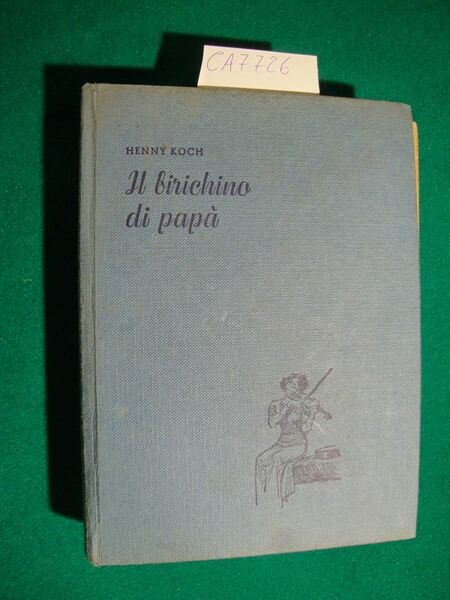 CA7726
HENNY KOCH
Il birichino
di papà